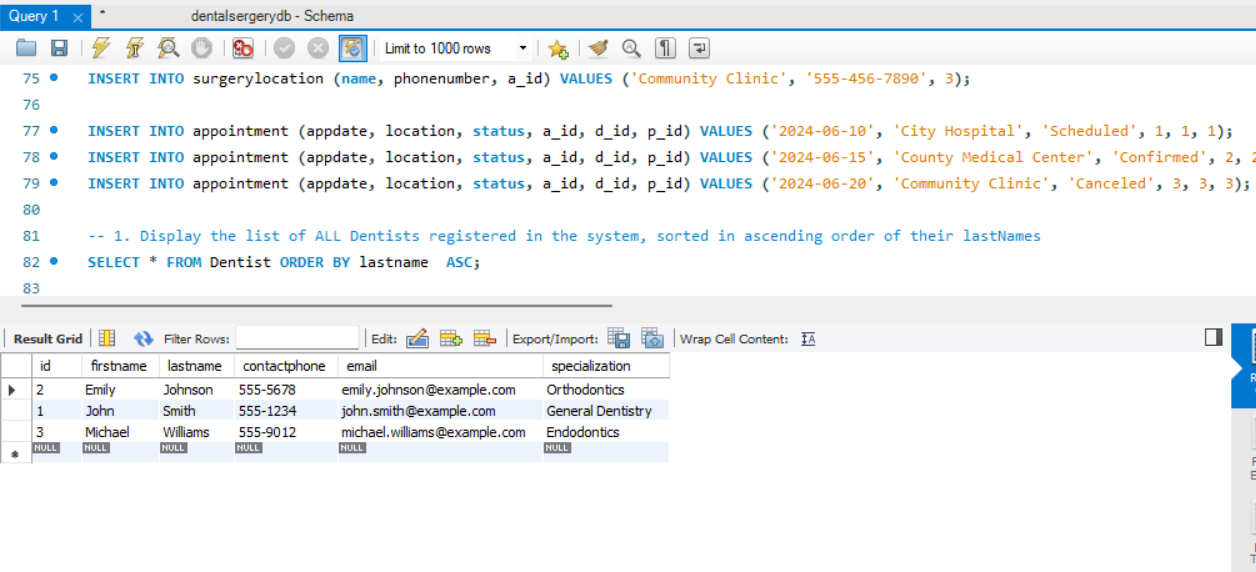 Query 1 × * dentalsergerydb - Schema
Limit to 1000 rows
75 INSERT INTO surgerylocation (name, phonenumber, a_id) VALUES ('Community Clinic', '555-456-7890', 3);
76
77 INSERT INTO appointment (appdate, location, status, a_id, d_id, p_id) VALUES ('2024-06-10', 'City Hospital', 'Scheduled', 1, 1, 1);
78 INSERT INTO appointment (appdate, location, status, a_id, d_id, p_id) VALUES ('2024-06-15', 'County Medical Center', 'Confirmed', 2,
79 INSERT INTO appointment (appdate, location, status, a_id, d_id, p_id) VALUES ('2024-06-20', 'Community Clinic', 'Canceled', 3, 3, 3);
80
81 -- 1. Display the list of ALL Dentists registered in the system, sorted in ascending order of their lastNames
82 SELECT * FROM Dentist ORDER BY lastname ASC;
83
Result Grid Filter Rows: Edit: Export/Import: Wrap Cell Content:
id firstname lastname contactphone email specialization
2 Emily Johnson 555-5678 emily.johnson@example.com Orthodontics
1 John Smith 555-1234 john.smith@example.com General Dentistry
3 Michael Williams 555-9012 michael.williams@example.com Endodontics
NULL NULL NULL NULL NULL NULL